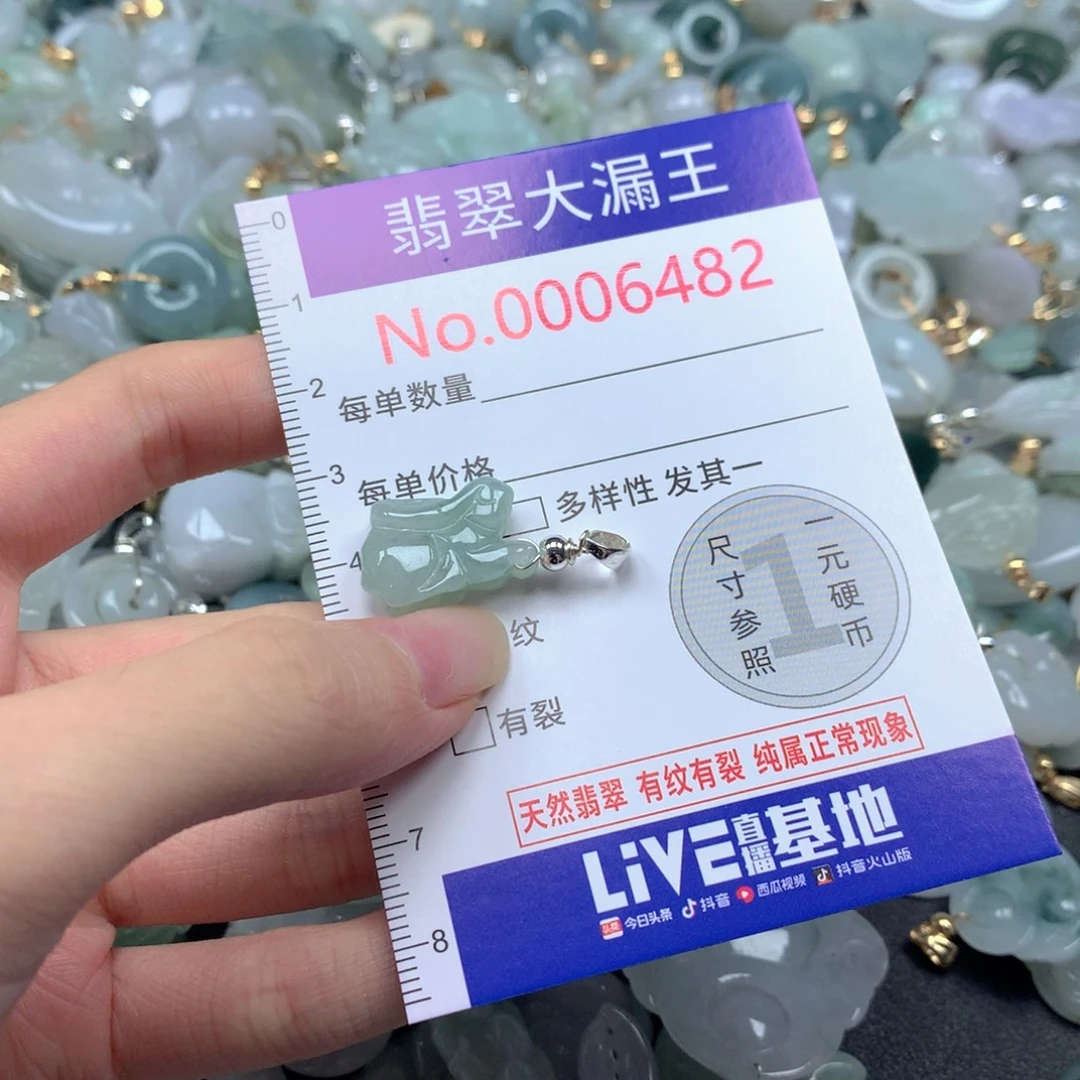 翡翠大漏王
No.0006482
每单数量
每单价格
多样性 发其一
纹
有裂
尺寸参照
一元硬币
1
天然翡翠 有纹有裂 纯属正常现象
LiVE直播基地
头条 今日头条 抖音 西瓜视频 抖音火山版
0
1
2
3
4
7
8